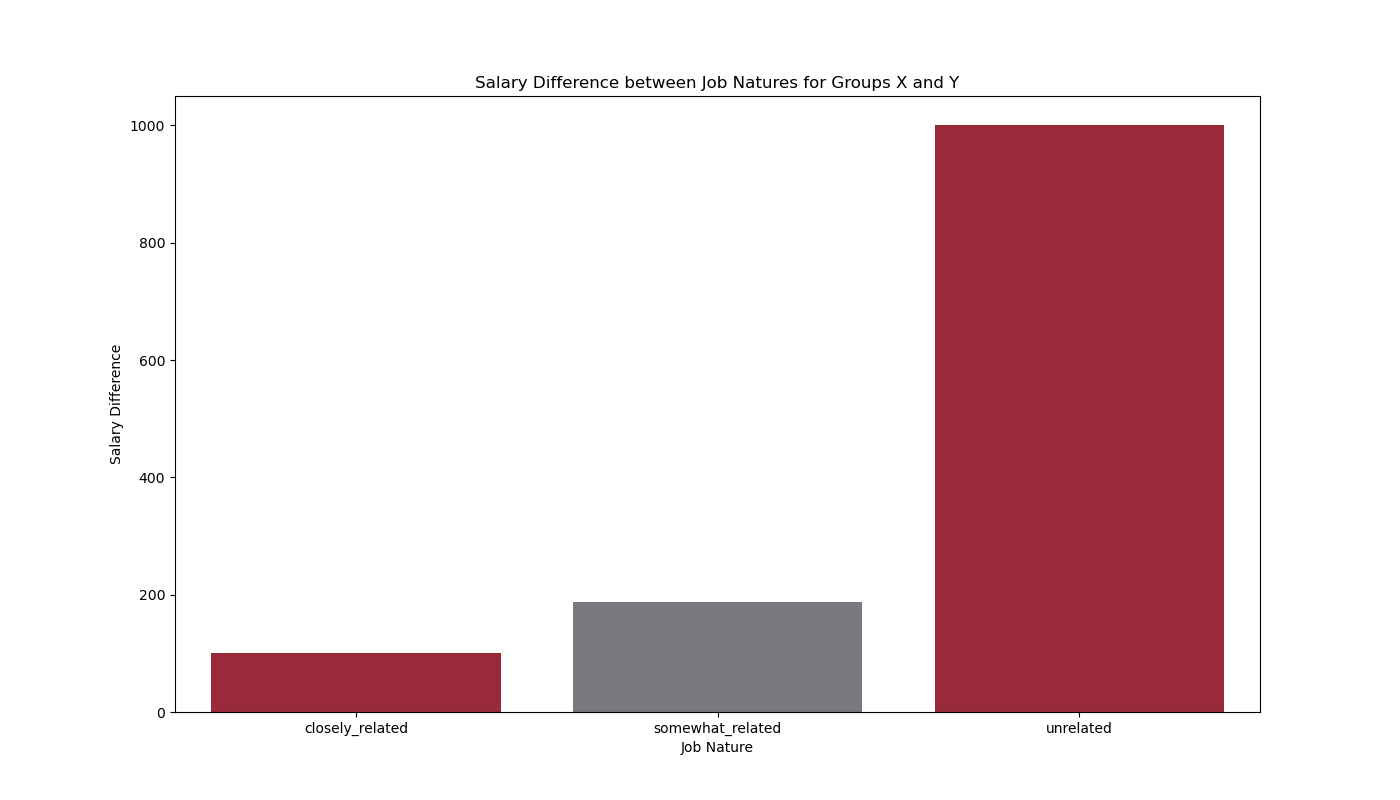 Salary Difference between Job Natures for Groups X and Y
1000
800
600
400
200
0
Salary Difference
closely_related
somewhat_related
unrelated
Job Nature